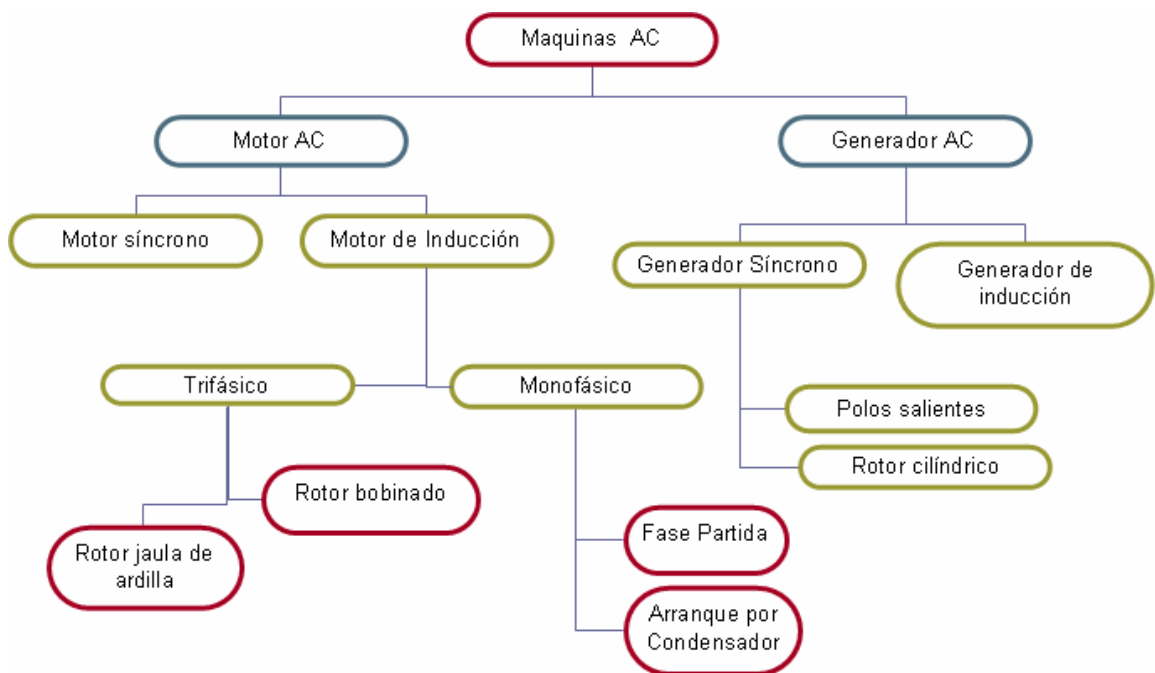 Maquinas AC
Motor AC
Generador AC
Motor síncrono
Motor de Inducción
Generador Síncrono
Generador de
inducción
Trifásico
Monofásico
Polos salientes
Rotor cilíndrico
Rotor bobinado
Rotor jaula de
ardilla
Fase Partida
Arranque por
Condensador